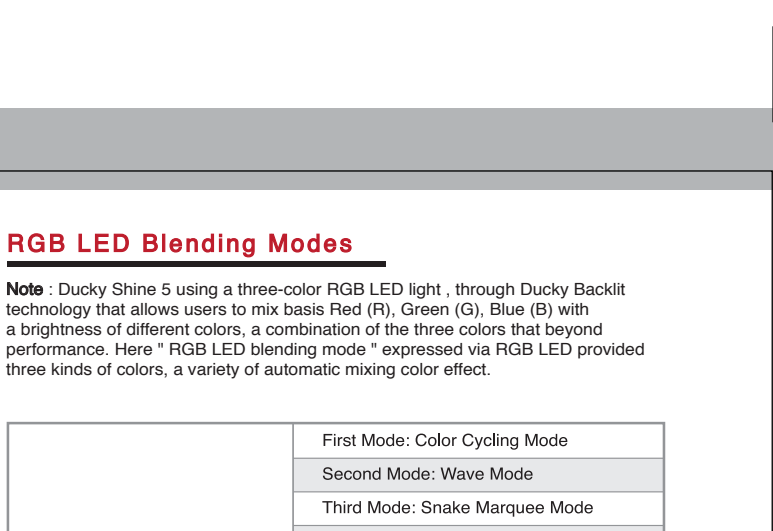 RGB LED Blending Modes
Note : Ducky Shine 5 using a three-color RGB LED light , through Ducky Backlit
technology that allows users to mix basis Red (R), Green (G), Blue (B) with
a brightness of different colors, a combination of the three colors that beyond
performance. Here " RGB LED blending mode " expressed via RGB LED provided
three kinds of colors, a variety of automatic mixing color effect.
First Mode: Color Cycling Mode
Second Mode: Wave Mode
Third Mode: Snake Marquee Mode